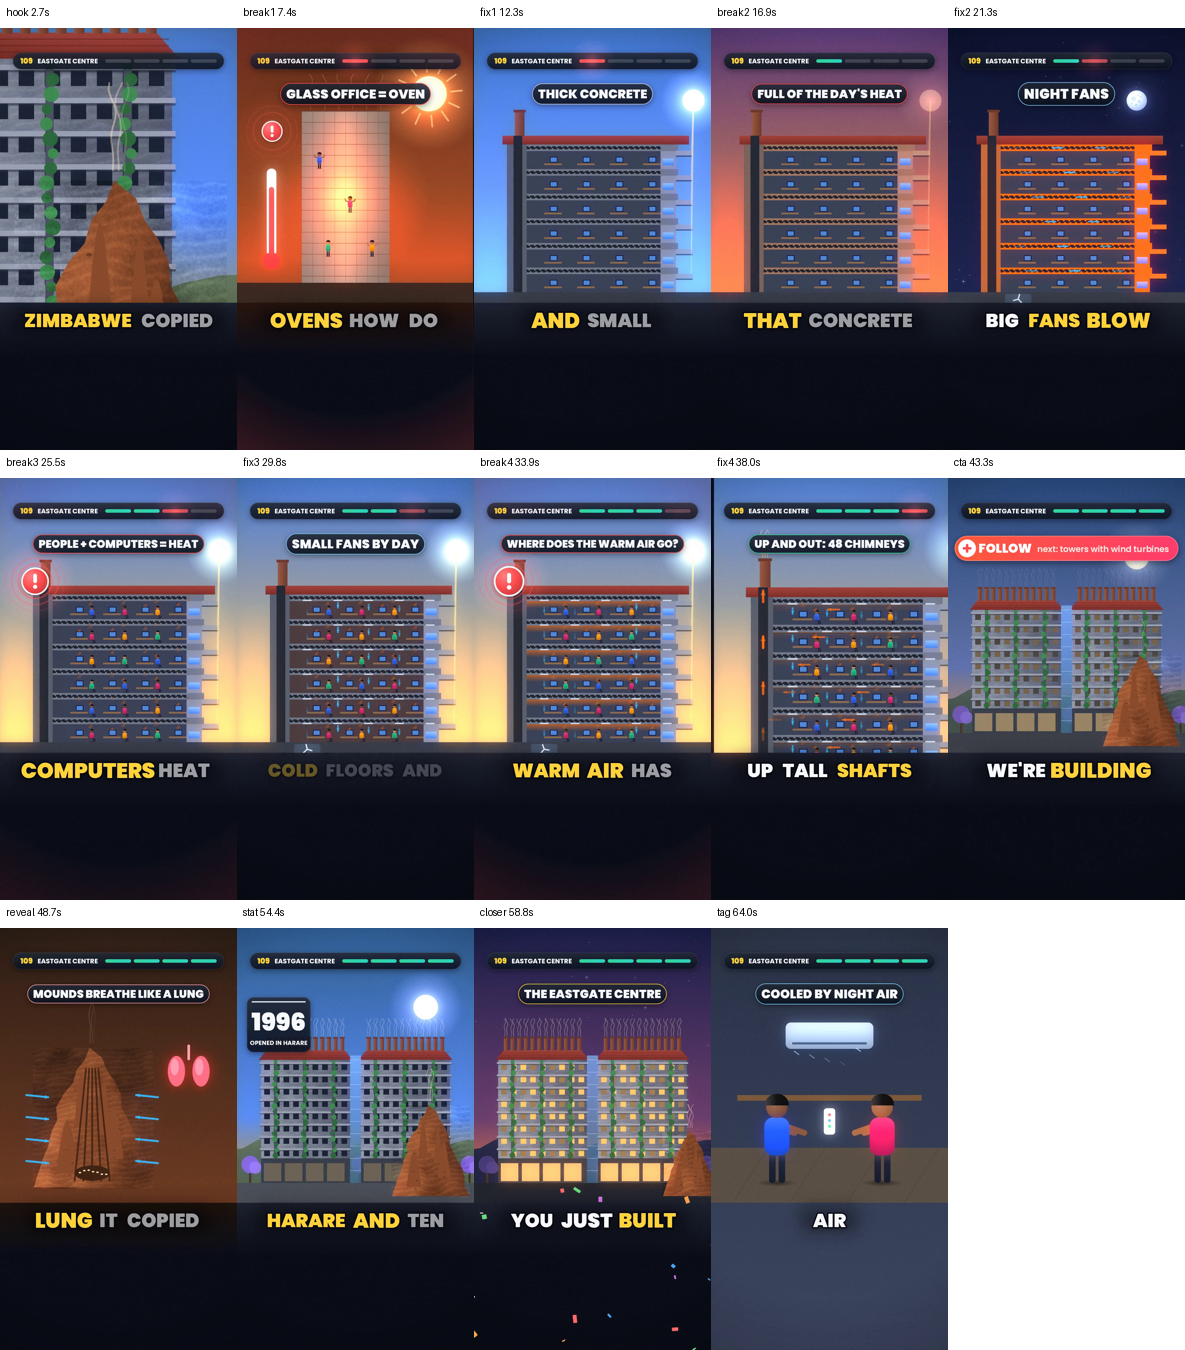 hook 2.7s
109 EASTGATE CENTRE
ZIMBABWE COPIED
break1 7.4s
109 EASTGATE CENTRE
GLASS OFFICE = OVEN
OVENS HOW DO
fix1 12.3s
109 EASTGATE CENTRE
THICK CONCRETE
AND SMALL
break2 16.9s
109 EASTGATE CENTRE
FULL OF THE DAY'S HEAT
THAT CONCRETE
fix2 21.3s
109 EASTGATE CENTRE
NIGHT FANS
BIG FANS BLOW
break3 25.5s
109 EASTGATE CENTRE
PEOPLE + COMPUTERS = HEAT
COMPUTERS HEAT
fix3 29.8s
109 EASTGATE CENTRE
SMALL FANS BY DAY
COLD FLOORS AND
break4 33.9s
109 EASTGATE CENTRE
WHERE DOES THE WARM AIR GO?
WARM AIR HAS
fix4 38.0s
109 EASTGATE CENTRE
UP AND OUT: 48 CHIMNEYS
UP TALL SHAFTS
cta 43.3s
109 EASTGATE CENTRE
FOLLOW next: towers with wind turbines
WE'RE BUILDING
reveal 48.7s
109 EASTGATE CENTRE
MOUNDS BREATHE LIKE A LUNG
LUNG IT COPIED
stat 54.4s
109 EASTGATE CENTRE
1996
OPENED IN HARARE
HARARE AND TEN
closer 58.8s
109 EASTGATE CENTRE
THE EASTGATE CENTRE
YOU JUST BUILT
tag 64.0s
109 EASTGATE CENTRE
COOLED BY NIGHT AIR
AIR